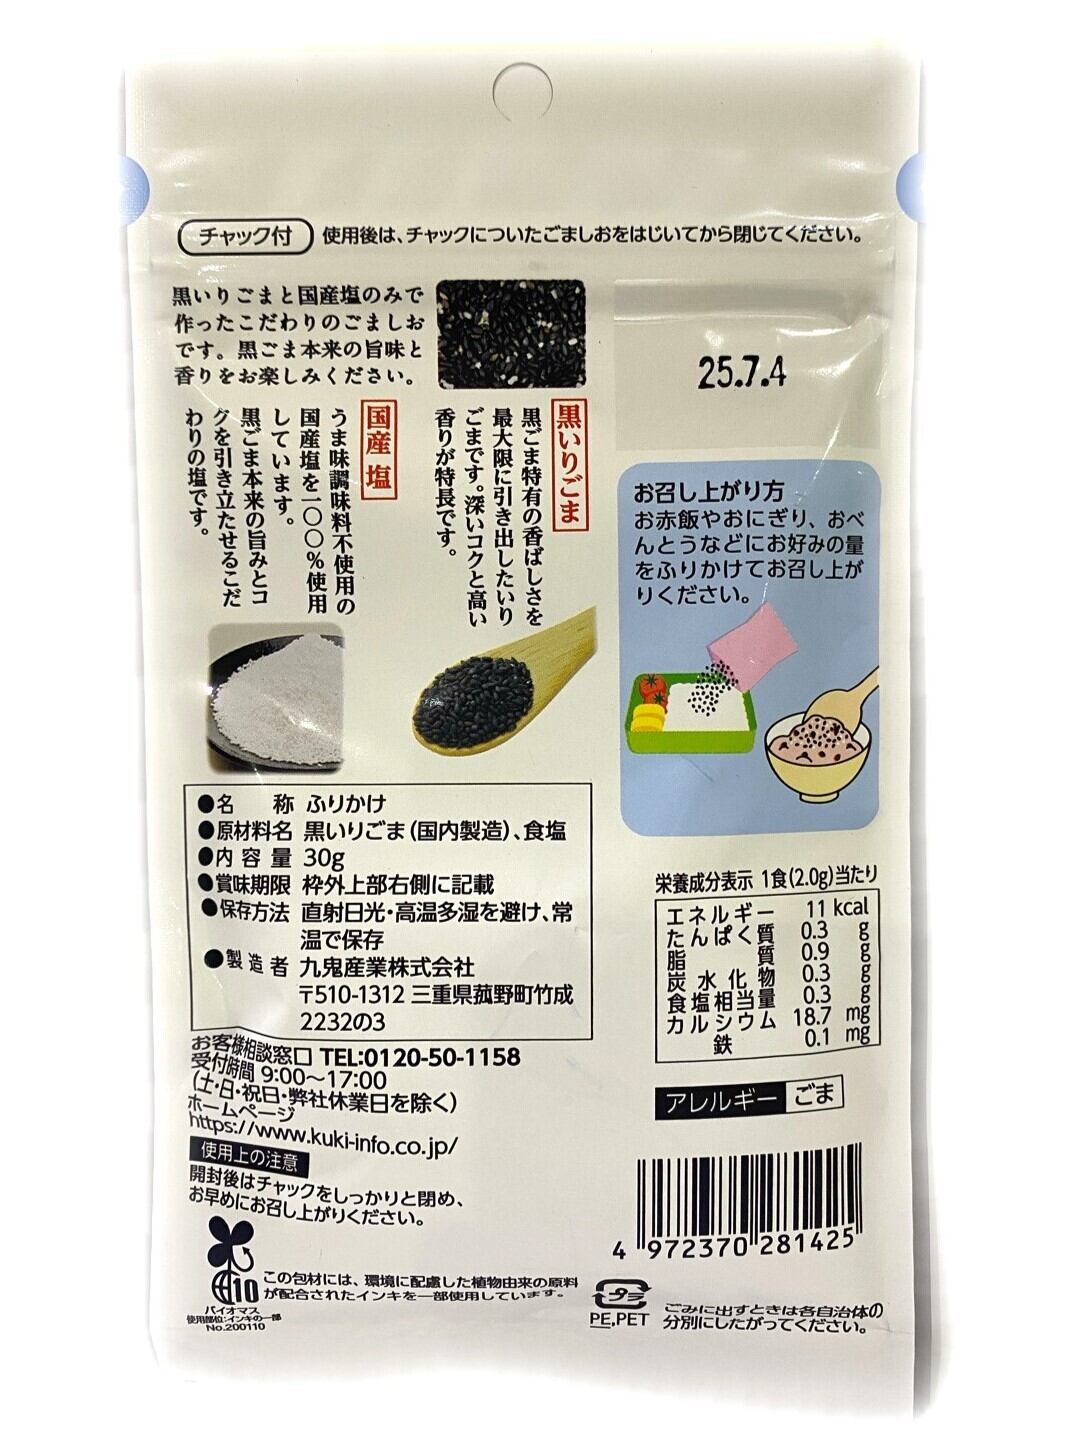 チャック付 使用後は、チャックについたごましおをはじいてから閉じてください。
黒いりごまと国産塩のみで
作ったこだわりのごましお
です。黒ごま本来の旨味と
香りをお楽しみください。
25.7.4
黒いりごま
黒ごま特有の香ばしさを
最大限に引き出したいり
ごまです。深いコクと高い
香りが特長です。
国産塩
うま味調味料不使用の
国産塩を一〇〇%使用
しています。
黒ごま本来の旨みとコ
クを引き立たせるこだ
わりの塩です。
お召し上がり方
お赤飯やおにぎり、おべ
んとうなどにお好みの量
をふりかけてお召し上が
りください。
●名称 ふりかけ
●原材料名 黒いりごま(国内製造)、食塩
●内容量 30g
●賞味期限 枠外上部右側に記載
●保存方法 直射日光・高温多湿を避け、常
温で保存
●製造者 九鬼産業株式会社
〒510-1312 三重県菰野町竹成
2232の3
お客様相談窓口 TEL:0120-50-1158
受付時間 9:00~17:00
(土・日・祝日・弊社休業日を除く)
ホームページ
https://www.kuki-info.co.jp/
使用上の注意
開封後はチャックをしっかりと閉め、
お早めにお召し上がりください。
栄養成分表示 1食(2.0g)当たり
エネルギー 11 kcal
たんぱく質 0.3 g
脂質 0.9 g
炭水化物 0.3 g
食塩相当量 0.3 g
カルシウム 18.7 mg
鉄 0.1 mg
アレルギー ごま
4 972370 281425
10
バイオマス
使用部位:インキの一部
No.200110
この包材には、環境に配慮した植物由来の原料
が配合されたインキを一部使用しています。
プラ
PE,PET
ごみに出すときは各自治体の
分別にしたがってください。